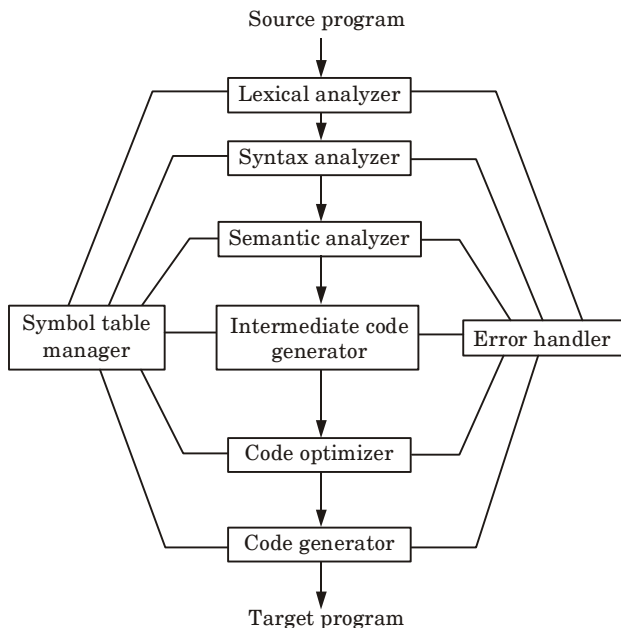 Source program
Lexical analyzer
Syntax analyzer
Semantic analyzer
Symbol table
manager
Intermediate code
generator
Error handler
Code optimizer
Code generator
Target program